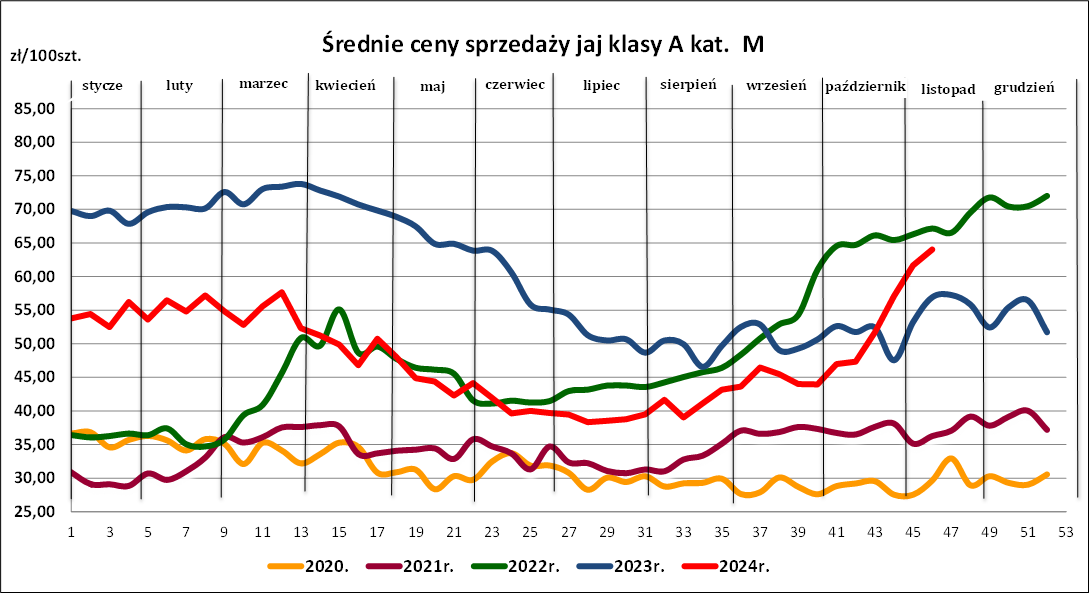 Średnie ceny sprzedaży jaj klasy A kat. M
zł/100szt.
stycze luty marzec kwiecień maj czerwiec lipiec sierpień wrzesień październik listopad grudzień
85,00
80,00
75,00
70,00
65,00
60,00
55,00
50,00
45,00
40,00
35,00
30,00
25,00
1 3 5 7 9 11 13 15 17 19 21 23 25 27 29 31 33 35 37 39 41 43 45 47 49 51 53
2020. 2021r. 2022r. 2023r. 2024r.